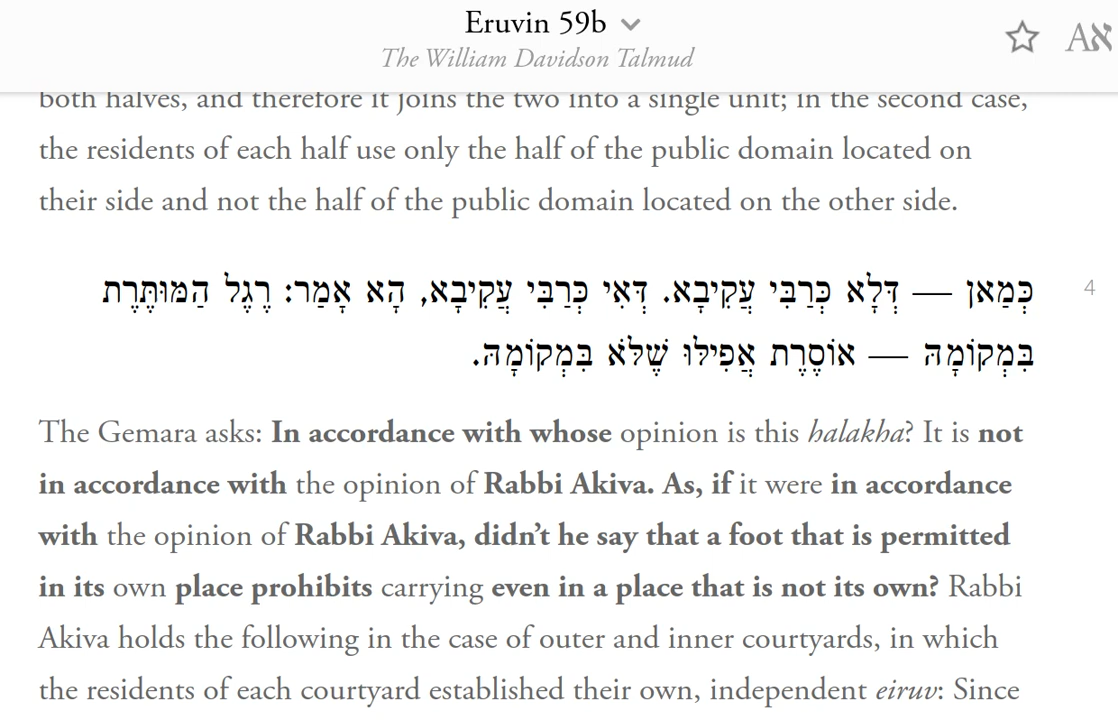 Eruvin 59b
The William Davidson Talmud
Aא
both halves, and therefore it joins the two into a single unit; in the second case,
the residents of each half use only the half of the public domain located on
their side and not the half of the public domain located on the other side.
4
כְּמַאן — דְּלָא כְּרַבִּי עֲקִיבָא. דְּאִי כְּרַבִּי עֲקִיבָא, הָא אָמַר: רֶגֶל הַמּוּתֶּרֶת
בִּמְקוֹמָהּ — אוֹסֶרֶת אֲפִילּוּ שֶׁלֹּא בִּמְקוֹמָהּ.
The Gemara asks: In accordance with whose opinion is this halakha? It is not
in accordance with the opinion of Rabbi Akiva. As, if it were in accordance
with the opinion of Rabbi Akiva, didn’t he say that a foot that is permitted
in its own place prohibits carrying even in a place that is not its own? Rabbi
Akiva holds the following in the case of outer and inner courtyards, in which
the residents of each courtyard established their own, independent eiruv: Since